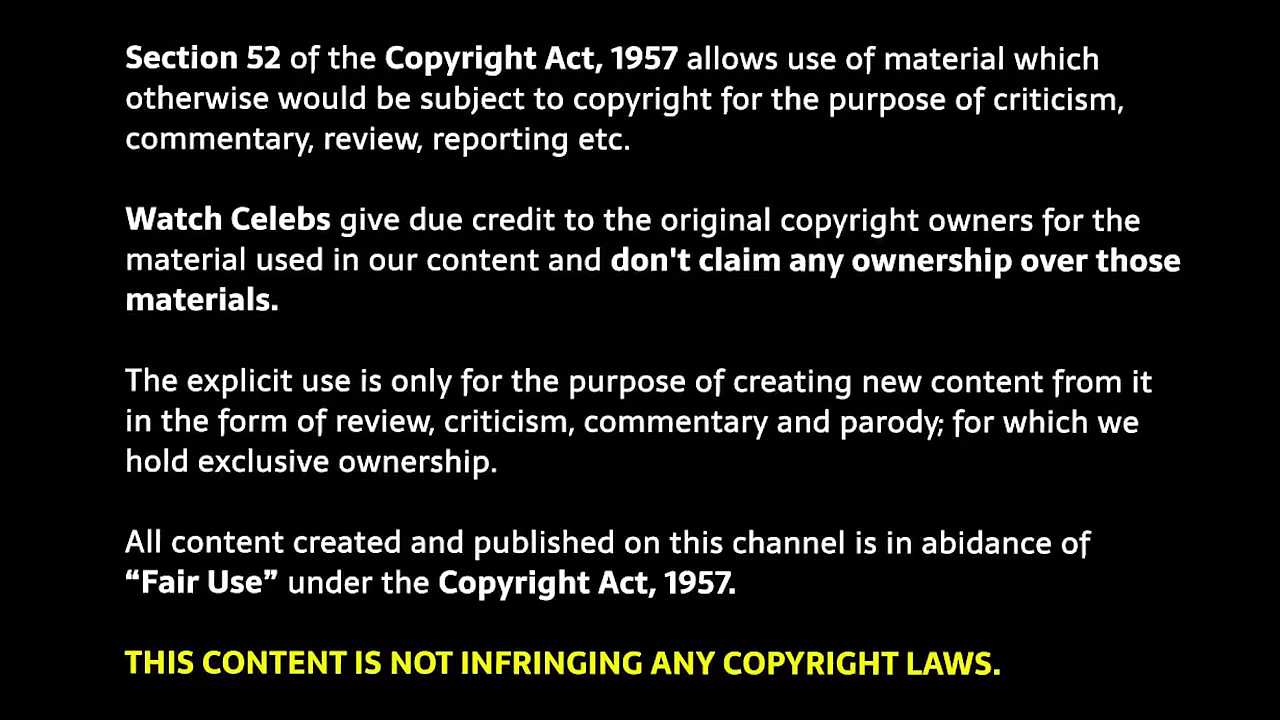 Section 52 of the Copyright Act, 1957 allows use of material which
otherwise would be subject to copyright for the purpose of criticism,
commentary, review, reporting etc.
Watch Celebs give due credit to the original copyright owners for the
material used in our content and don't claim any ownership over those
materials.
The explicit use is only for the purpose of creating new content from it
in the form of review, criticism, commentary and parody; for which we
hold exclusive ownership.
All content created and published on this channel is in abidance of
“Fair Use” under the Copyright Act, 1957.
THIS CONTENT IS NOT INFRINGING ANY COPYRIGHT LAWS.